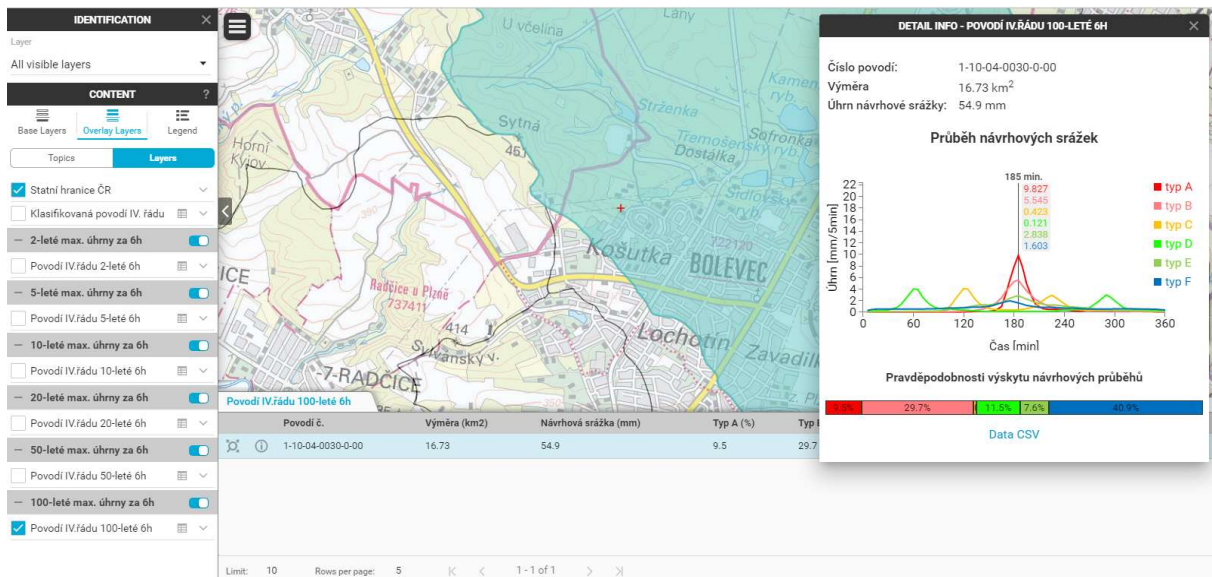 IDENTIFICATION
Layer
All visible layers
CONTENT
?
Base Layers
Overlay Layers
Legend
Topics
Layers
Statní hranice ČR
Klasifikovaná povodí IV. řádu
2-leté max. úhrny za 6h
Povodí IV.řádu 2-leté 6h
5-leté max. úhrny za 6h
Povodí IV.řádu 5-leté 6h
10-leté max. úhrny za 6h
Povodí IV.řádu 10-leté 6h
20-leté max. úhrny za 6h
Povodí IV.řádu 20-leté 6h
50-leté max. úhrny za 6h
Povodí IV.řádu 50-leté 6h
100-leté max. úhrny za 6h
Povodí IV.řádu 100-leté 6h
U včelína
Lany
Kamen
ryb.
Strženka
Sytná
Třemošenský ryb.
Sofronka
Dostálka
Šídlovský
ryb.
Horní
Kyjov
390
Košutka
BOLEVEC
722120
ICE
Radčice u Plzně
737411
414
Sylvánský v.
Lochotín
Zavadil
-7-RADČICE
Povodí IV.řádu 100-leté 6h
Povodí č.
Výměra (km2)
Návrhová srážka (mm)
Typ A (%)
Typ
1-10-04-0030-0-00
16.73
54.9
9.5
29.7
Limit: 10
Rows per page: 5
1 - 1 of 1
DETAIL INFO - POVODÍ IV.ŘÁDU 100-LETÉ 6H
Číslo povodí: 1-10-04-0030-0-00
Výměra 16.73 km²
Úhrn návrhové srážky: 54.9 mm
Průběh návrhových srážek
185 min.
9.827
5.545
0.423
0.121
2.838
1.603
22
20
18
16
14
12
10
8
6
4
2
0
Úhrn [mm/5min]
0 60 120 180 240 300 360
Čas [min]
typ A
typ B
typ C
typ D
typ E
typ F
Pravděpodobnosti výskytu návrhových průběhů
9.5% 29.7% 11.5% 7.6% 40.9%
Data CSV